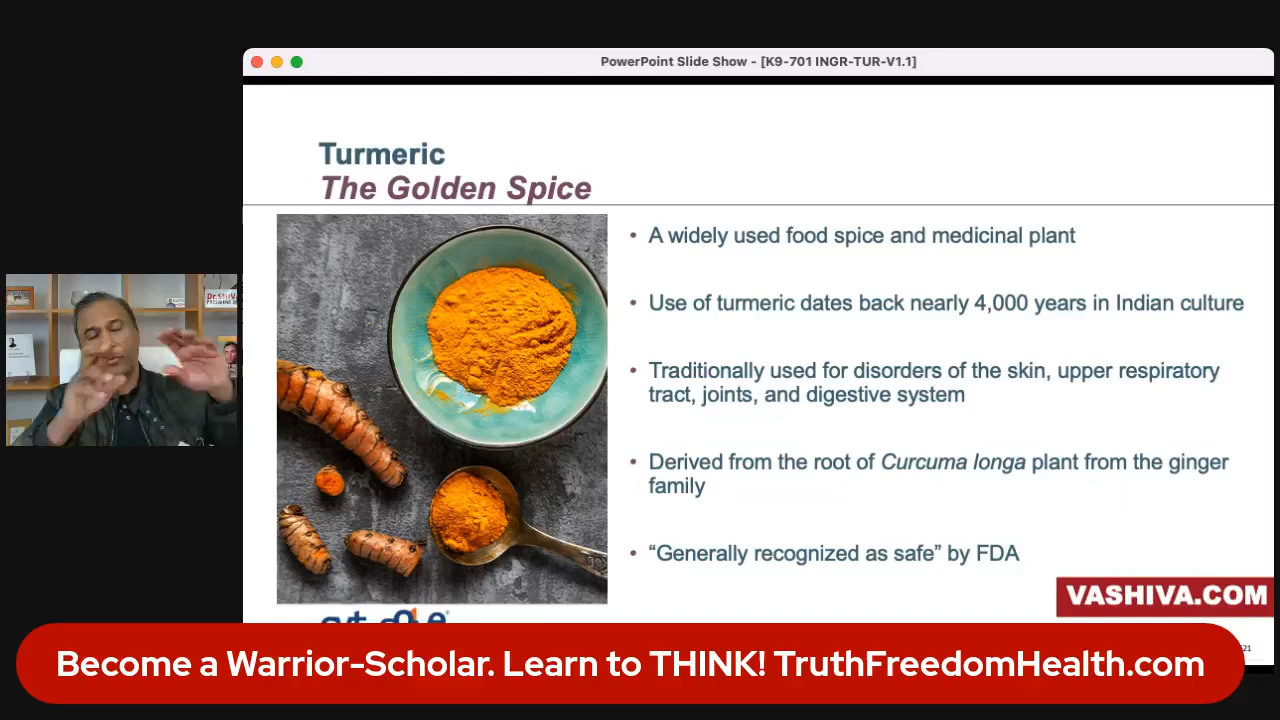 PowerPoint Slide Show - [K9-701 INGR-TUR-V1.1]
Turmeric
The Golden Spice
• A widely used food spice and medicinal plant
• Use of turmeric dates back nearly 4,000 years in Indian culture
• Traditionally used for disorders of the skin, upper respiratory
tract, joints, and digestive system
• Derived from the root of Curcuma longa plant from the ginger
family
• “Generally recognized as safe” by FDA
Dr.SHIVA
VASHIVA.COM
21
Become a Warrior-Scholar. Learn to THINK! TruthFreedomHealth.com